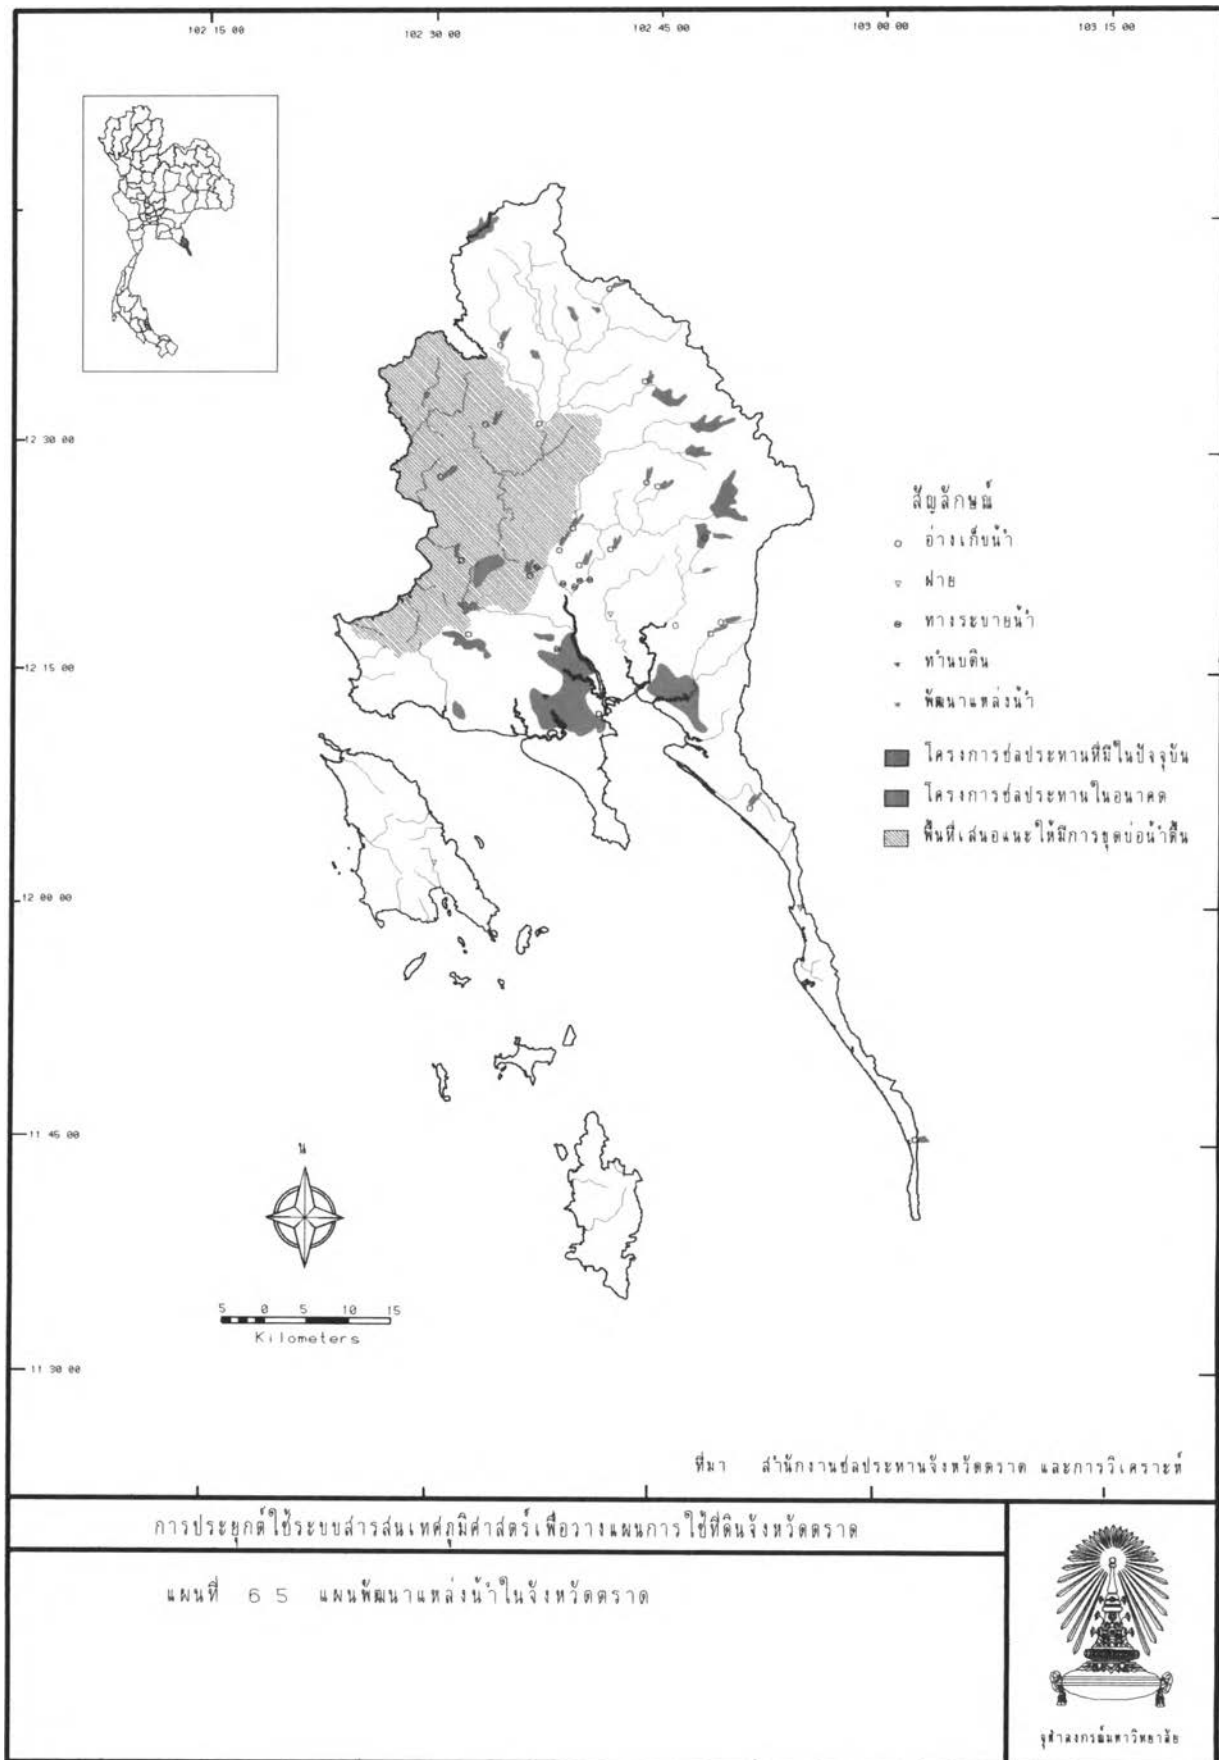 102 15 00
102 30 00
102 45 00
103 00 00
103 15 00
12 30 00
สัญลักษณ์
อ่างเก็บน้ำ
ฝาย
ทางระบายน้ำ
ทำนบดิน
พัฒนาแหล่งน้ำ
โครงการชลประทานที่มีในปัจจุบัน
โครงการชลประทานในอนาคต
พื้นที่เสนอแนะให้มีการขุดบ่อน้ำตื้น
12 15 00
12 00 00
11 45 00
น
5 0 5 10 15
Kilometers
11 30 00
ที่มา สำนักงานชลประทานจังหวัดตราด และการวิเคราะห์
การประยุกต์ใช้ระบบสารสนเทศภูมิศาสตร์เพื่อวางแผนการใช้ที่ดินจังหวัดตราด
แผนที่ 6 5 แผนพัฒนาแหล่งน้ำในจังหวัดตราด
จุฬาลงกรณ์มหาวิทยาลัย